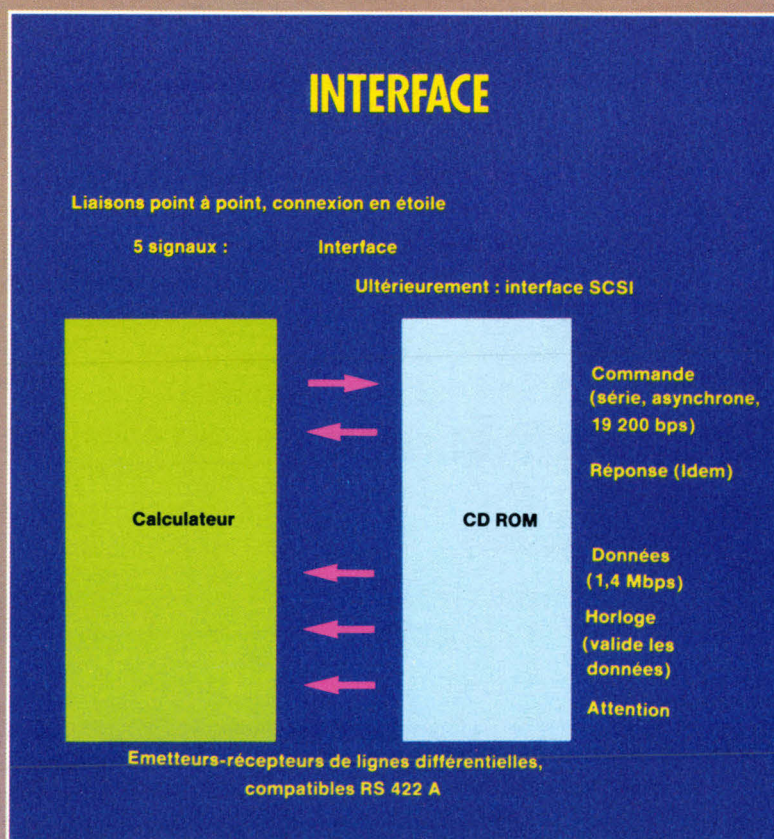 INTERFACE
Liaisons point à point, connexion en étoile
5 signaux : Interface
Ultérieurement : interface SCSI
Calculateur
CD ROM
Commande
(série, asynchrone,
19 200 bps)
Réponse (Idem)
Données
(1,4 Mbps)
Horloge
(valide les
données)
Attention
Emetteurs-récepteurs de lignes différentielles,
compatibles RS 422 A